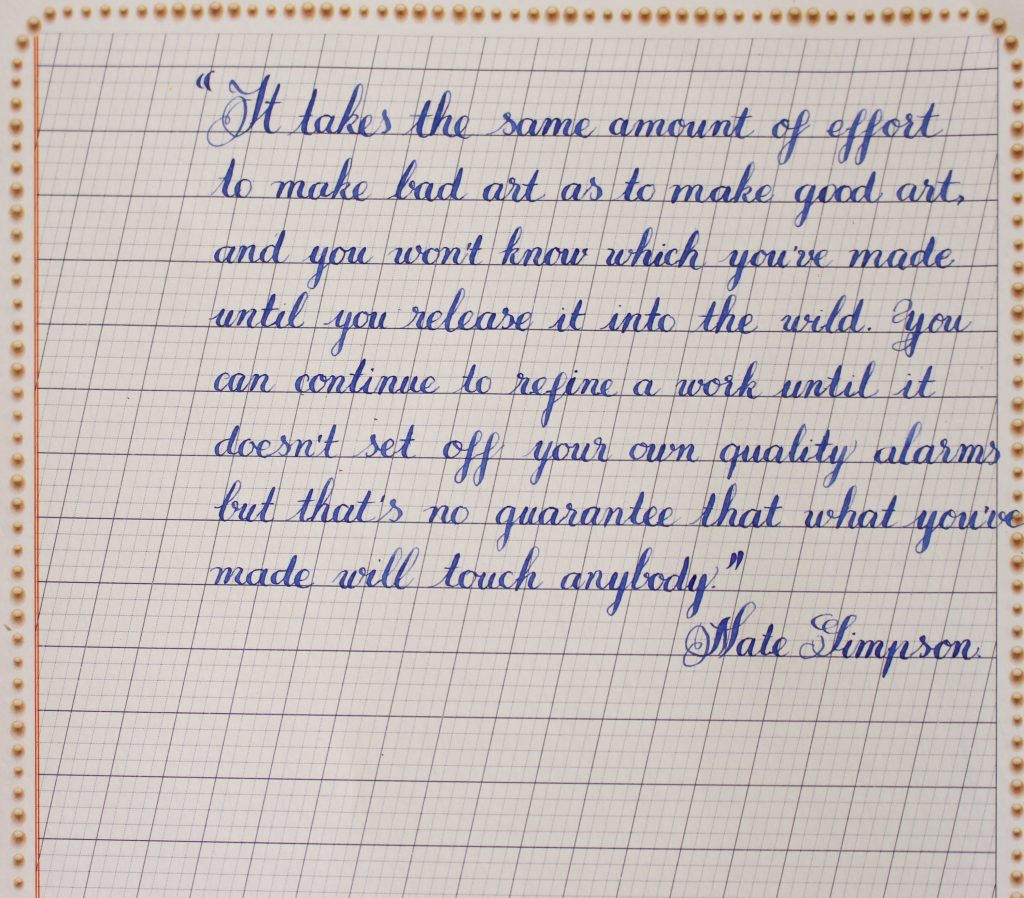 “It takes the same amount of effort
to make bad art as to make good art,
and you won't know which you've made
until you release it into the wild. You
can continue to refine a work until it
doesn't set off your own quality alarms
but that's no guarantee that what you've
made will touch anybody.”
Nate Simpson.